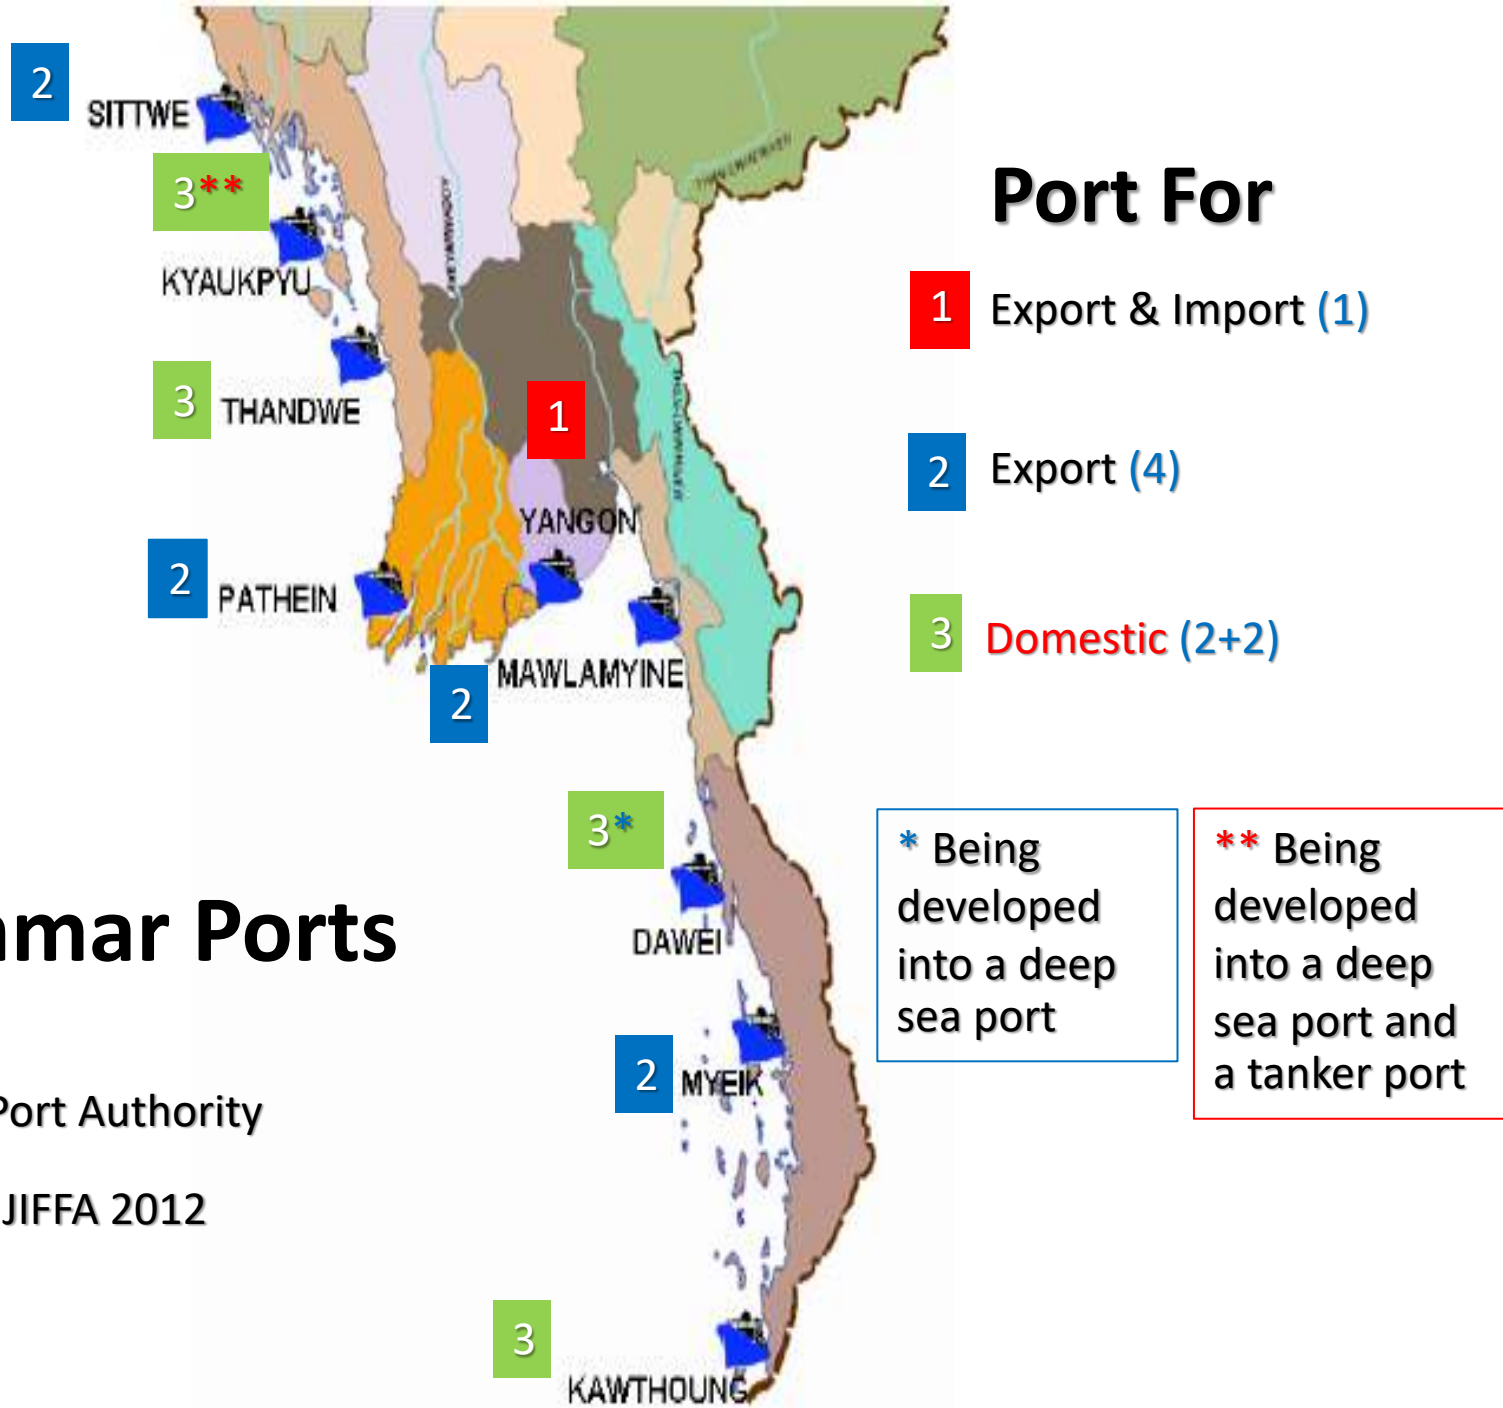 2
SITTWE
3**
KYAUKPYU
3
THANDWE
1
YANGON
2
PATHEIN
MAWLAMYINE
2
3*
DAWEI
2
MYEIK
3
KAWTHOUNG
Port For
1 Export & Import (1)
2 Export (4)
3 Domestic (2+2)
* Being
developed
into a deep
sea port
** Being
developed
into a deep
sea port and
a tanker port
mar Ports
Port Authority
JIFFA 2012